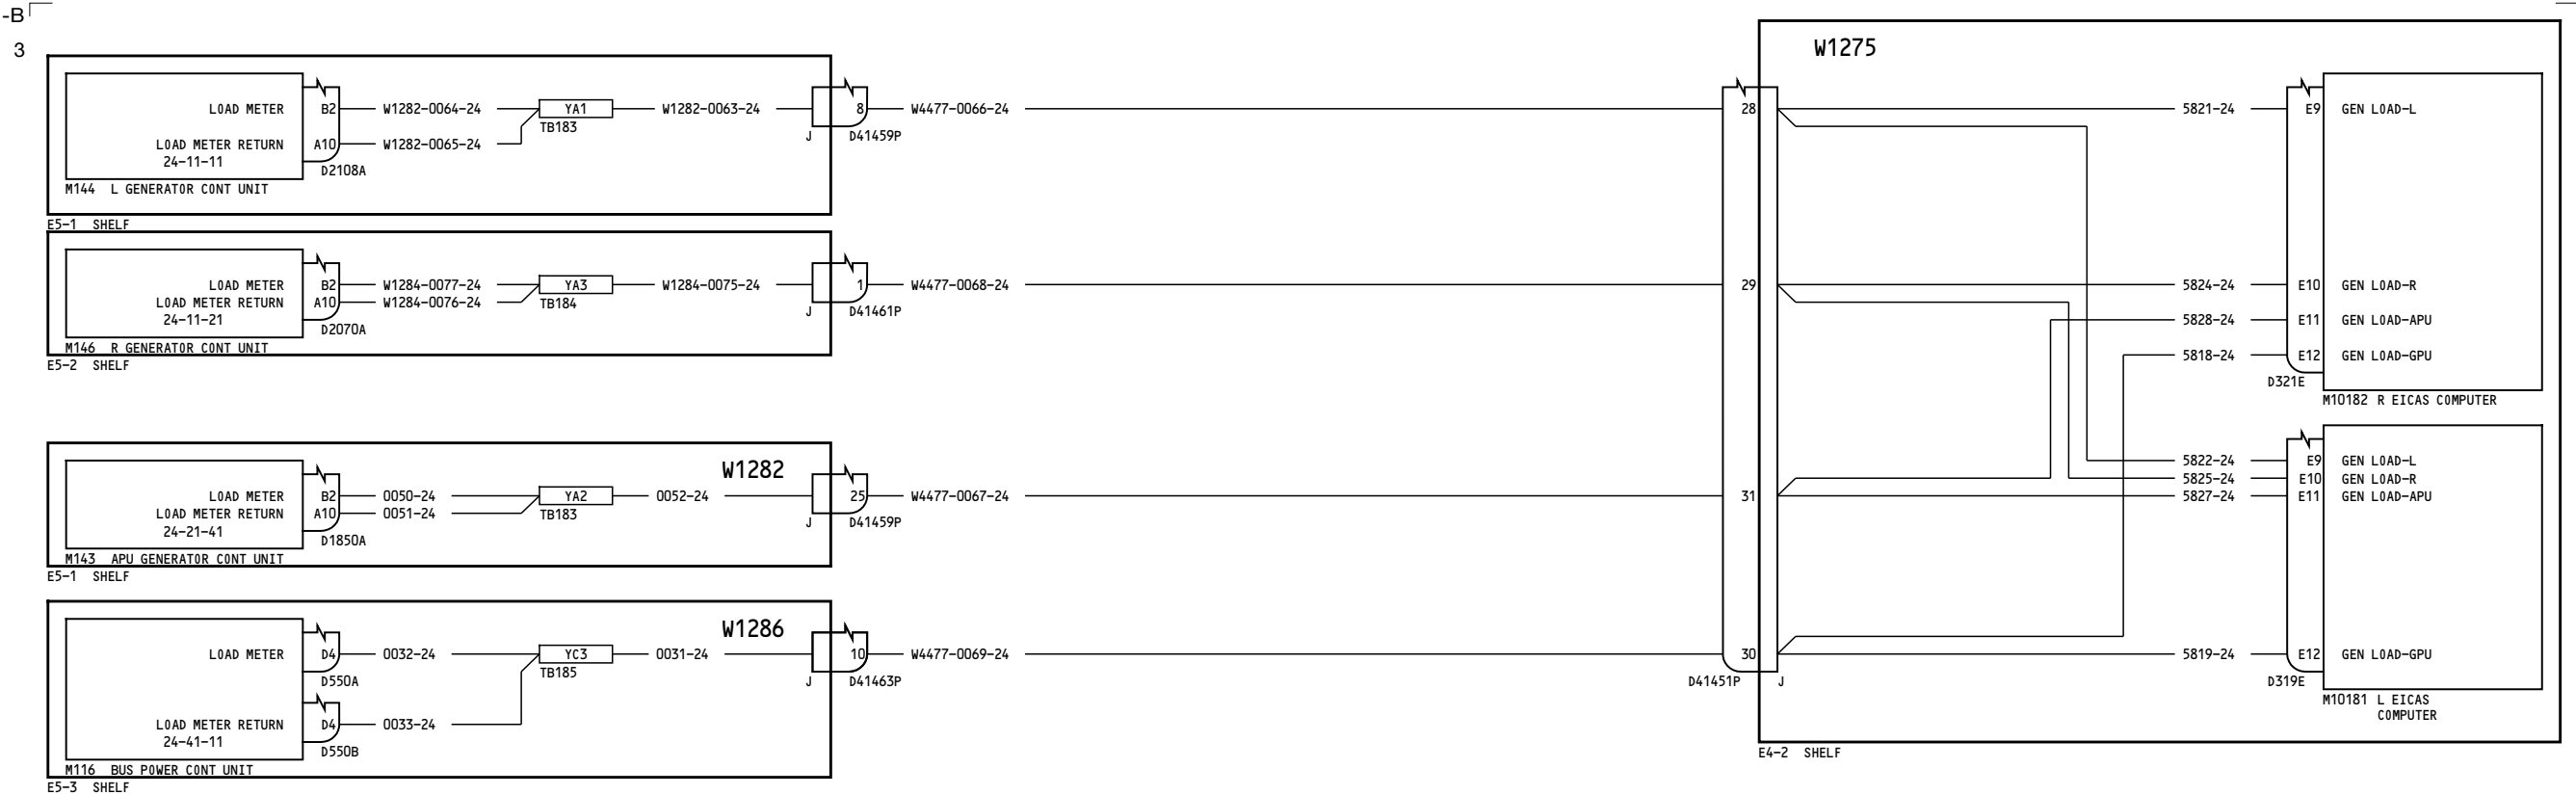 -B
3
LOAD METER B2 W1282-0064-24 YA1 W1282-0063-24 8 W4477-0066-24
TB183
J D41459P
LOAD METER RETURN A10 W1282-0065-24
24-11-11
D2108A
M144 L GENERATOR CONT UNIT
E5-1 SHELF
LOAD METER B2 W1284-0077-24 YA3 W1284-0075-24 1 W4477-0068-24
LOAD METER RETURN A10 W1284-0076-24 TB184
J D41461P
24-11-21
D2070A
M146 R GENERATOR CONT UNIT
E5-2 SHELF
W1282
LOAD METER B2 0050-24 YA2 0052-24 25 W4477-0067-24
LOAD METER RETURN A10 0051-24 TB183
J D41459P
24-21-41
D1850A
M143 APU GENERATOR CONT UNIT
E5-1 SHELF
W1286
LOAD METER D4 0032-24 YC3 0031-24 10 W4477-0069-24
TB185
D550A
J D41463P
LOAD METER RETURN D4 0033-24
24-41-11
D550B
M116 BUS POWER CONT UNIT
E5-3 SHELF
W1275
28 5821-24 E9 GEN LOAD-L
29 5824-24 E10 GEN LOAD-R
5828-24 E11 GEN LOAD-APU
5818-24 E12 GEN LOAD-GPU
D321E
M10182 R EICAS COMPUTER
5822-24 E9 GEN LOAD-L
5825-24 E10 GEN LOAD-R
31 5827-24 E11 GEN LOAD-APU
30 5819-24 E12 GEN LOAD-GPU
D41451P J
D319E
M10181 L EICAS
COMPUTER
E4-2 SHELF